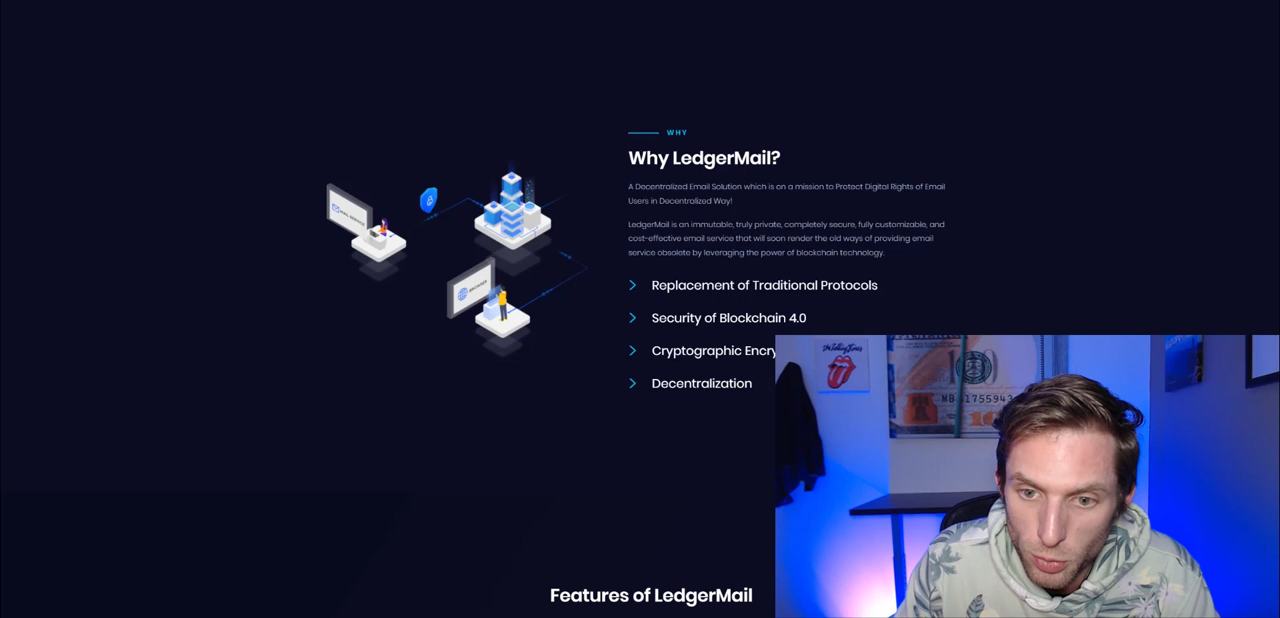 WHY
Why LedgerMail?
A Decentralized Email Solution which is on a mission to Protect Digital Rights of Email
Users in Decentralized Way!
LedgerMail is an immutable, truly private, completely secure, fully customizable, and
cost-effective email service that will soon render the old ways of providing email
service obsolete by leveraging the power of blockchain technology.
Replacement of Traditional Protocols
Security of Blockchain 4.0
Cryptographic Encry
Decentralization
MAIL SERVICE
Features of LedgerMail